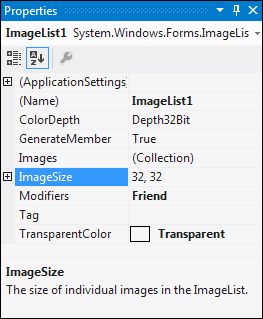 Properties
ImageList1 System.Windows.Forms.ImageLis
(ApplicationSettings)
(Name) ImageList1
ColorDepth Depth32Bit
GenerateMember True
Images (Collection)
ImageSize 32, 32
Modifiers Friend
Tag
TransparentColor Transparent
ImageSize
The size of individual images in the ImageList.